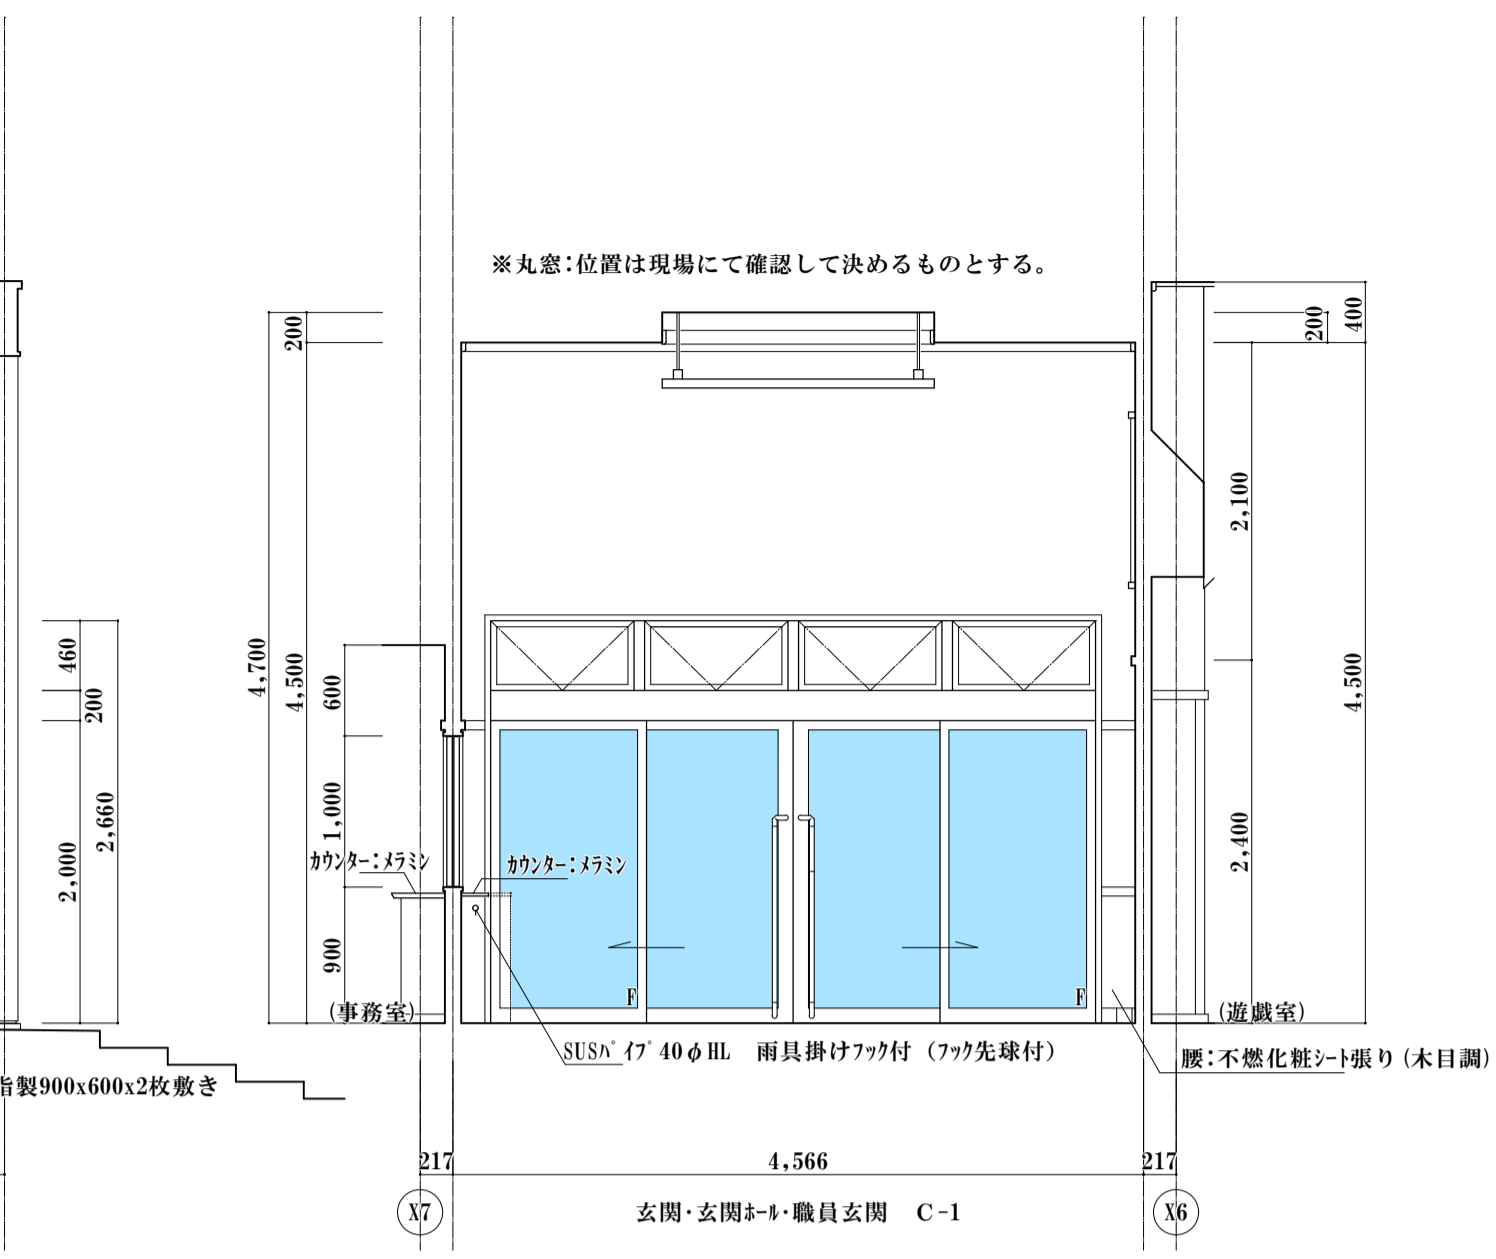 ※丸窓:位置は現場にて確認して決めるものとする。
200
4,700
4,500
600
1,000
900
460
200
2,660
2,000
200
400
2,100
2,400
4,500
カウンター:メラミン
カウンター:メラミン
F
F
(事務室)
(遊戯室)
SUSパイプ40φHL 雨具掛けフック付(フック先球付)
腰:不燃化粧シート張り(木目調)
製900x600x2枚敷き
217
4,566
217
X7
玄関・玄関ホール・職員玄関 C-1
X6